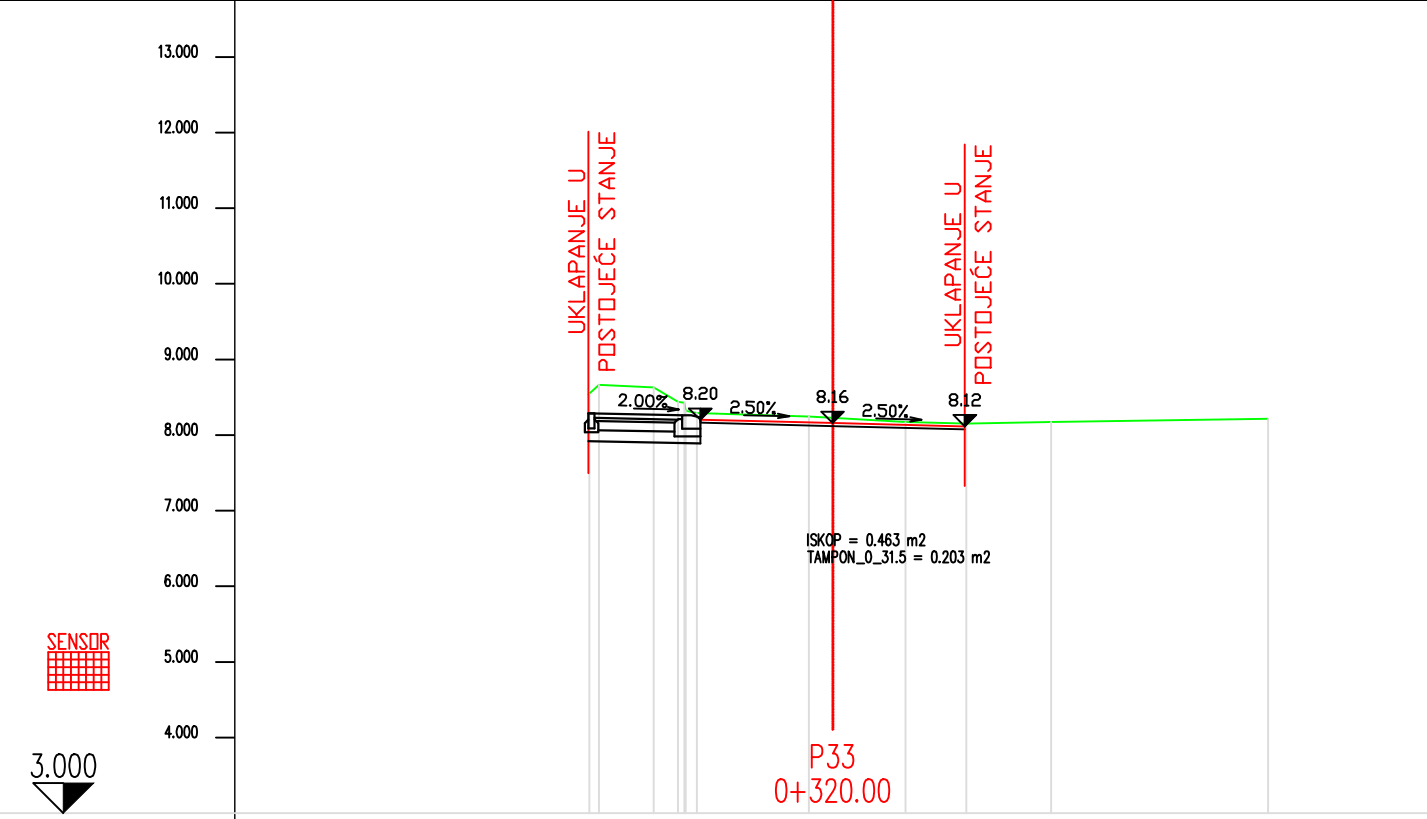 13.000
12.000
11.000
10.000
9.000
8.000
7.000
6.000
5.000
4.000
3.000
SENSOR
UKLAPANJE U
POSTOJEĆE STANJE
UKLAPANJE U
POSTOJEĆE STANJE
2.00%
8.20
2.50%
8.16
2.50%
8.12
ISKOP = 0.463 m2
TAMPON_0_31.5 = 0.203 m2
P33
0+320.00